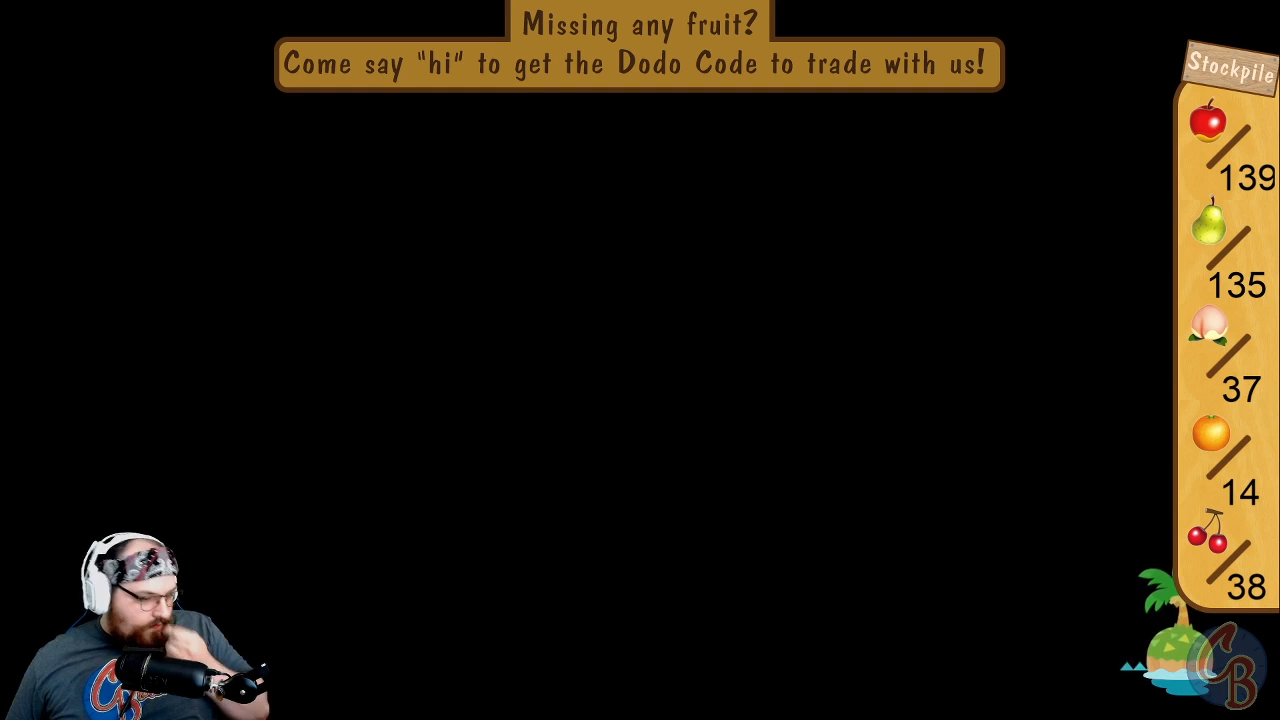 Missing any fruit?
Come say "hi" to get the Dodo Code to trade with us!
Stockpile
139
135
37
14
38
CB